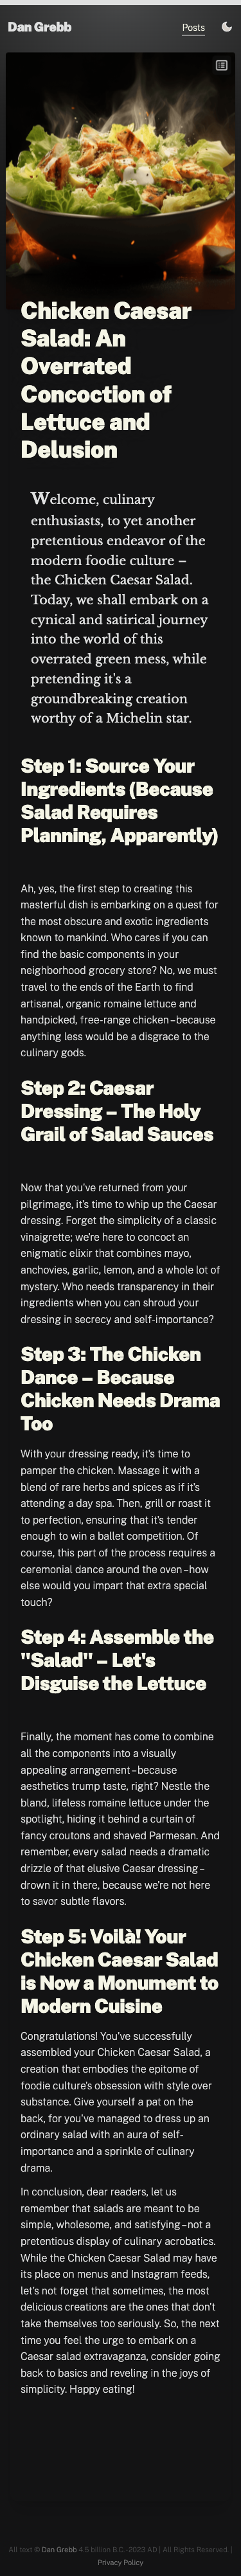 Dan Grebb
Posts
Chicken Caesar
Salad: An
Overrated
Concoction of
Lettuce and
Delusion
Welcome, culinary
enthusiasts, to yet another
pretentious endeavor of the
modern foodie culture –
the Chicken Caesar Salad.
Today, we shall embark on a
cynical and satirical journey
into the world of this
overrated green mess, while
pretending it's a
groundbreaking creation
worthy of a Michelin star.
Step 1: Source Your
Ingredients (Because
Salad Requires
Planning, Apparently)
Ah, yes, the first step to creating this
masterful dish is embarking on a quest for
the most obscure and exotic ingredients
known to mankind. Who cares if you can
find the basic components in your
neighborhood grocery store? No, we must
travel to the ends of the Earth to find
artisanal, organic romaine lettuce and
handpicked, free-range chicken – because
anything less would be a disgrace to the
culinary gods.
Step 2: Caesar
Dressing – The Holy
Grail of Salad Sauces
Now that you've returned from your
pilgrimage, it's time to whip up the Caesar
dressing. Forget the simplicity of a classic
vinaigrette; we're here to concoct an
enigmatic elixir that combines mayo,
anchovies, garlic, lemon, and a whole lot of
mystery. Who needs transparency in their
ingredients when you can shroud your
dressing in secrecy and self-importance?
Step 3: The Chicken
Dance – Because
Chicken Needs Drama
Too
With your dressing ready, it's time to
pamper the chicken. Massage it with a
blend of rare herbs and spices as if it's
attending a day spa. Then, grill or roast it
to perfection, ensuring that it's tender
enough to win a ballet competition. Of
course, this part of the process requires a
ceremonial dance around the oven – how
else would you impart that extra special
touch?
Step 4: Assemble the
"Salad" – Let's
Disguise the Lettuce
Finally, the moment has come to combine
all the components into a visually
appealing arrangement – because
aesthetics trump taste, right? Nestle the
bland, lifeless romaine lettuce under the
spotlight, hiding it behind a curtain of
fancy croutons and shaved Parmesan. And
remember, every salad needs a dramatic
drizzle of that elusive Caesar dressing –
drown it in there, because we're not here
to savor subtle flavors.
Step 5: Voilà! Your
Chicken Caesar Salad
is Now a Monument to
Modern Cuisine
Congratulations! You've successfully
assembled your Chicken Caesar Salad, a
creation that embodies the epitome of
foodie culture's obsession with style over
substance. Give yourself a pat on the
back, for you've managed to dress up an
ordinary salad with an aura of self-
importance and a sprinkle of culinary
drama.
In conclusion, dear readers, let us
remember that salads are meant to be
simple, wholesome, and satisfying – not a
pretentious display of culinary acrobatics.
While the Chicken Caesar Salad may have
its place on menus and Instagram feeds,
let's not forget that sometimes, the most
delicious creations are the ones that don't
take themselves too seriously. So, the next
time you feel the urge to embark on a
Caesar salad extravaganza, consider going
back to basics and reveling in the joys of
simplicity. Happy eating!
All text © Dan Grebb 4.5 billion B.C. - 2023 AD | All Rights Reserved. |
Privacy Policy